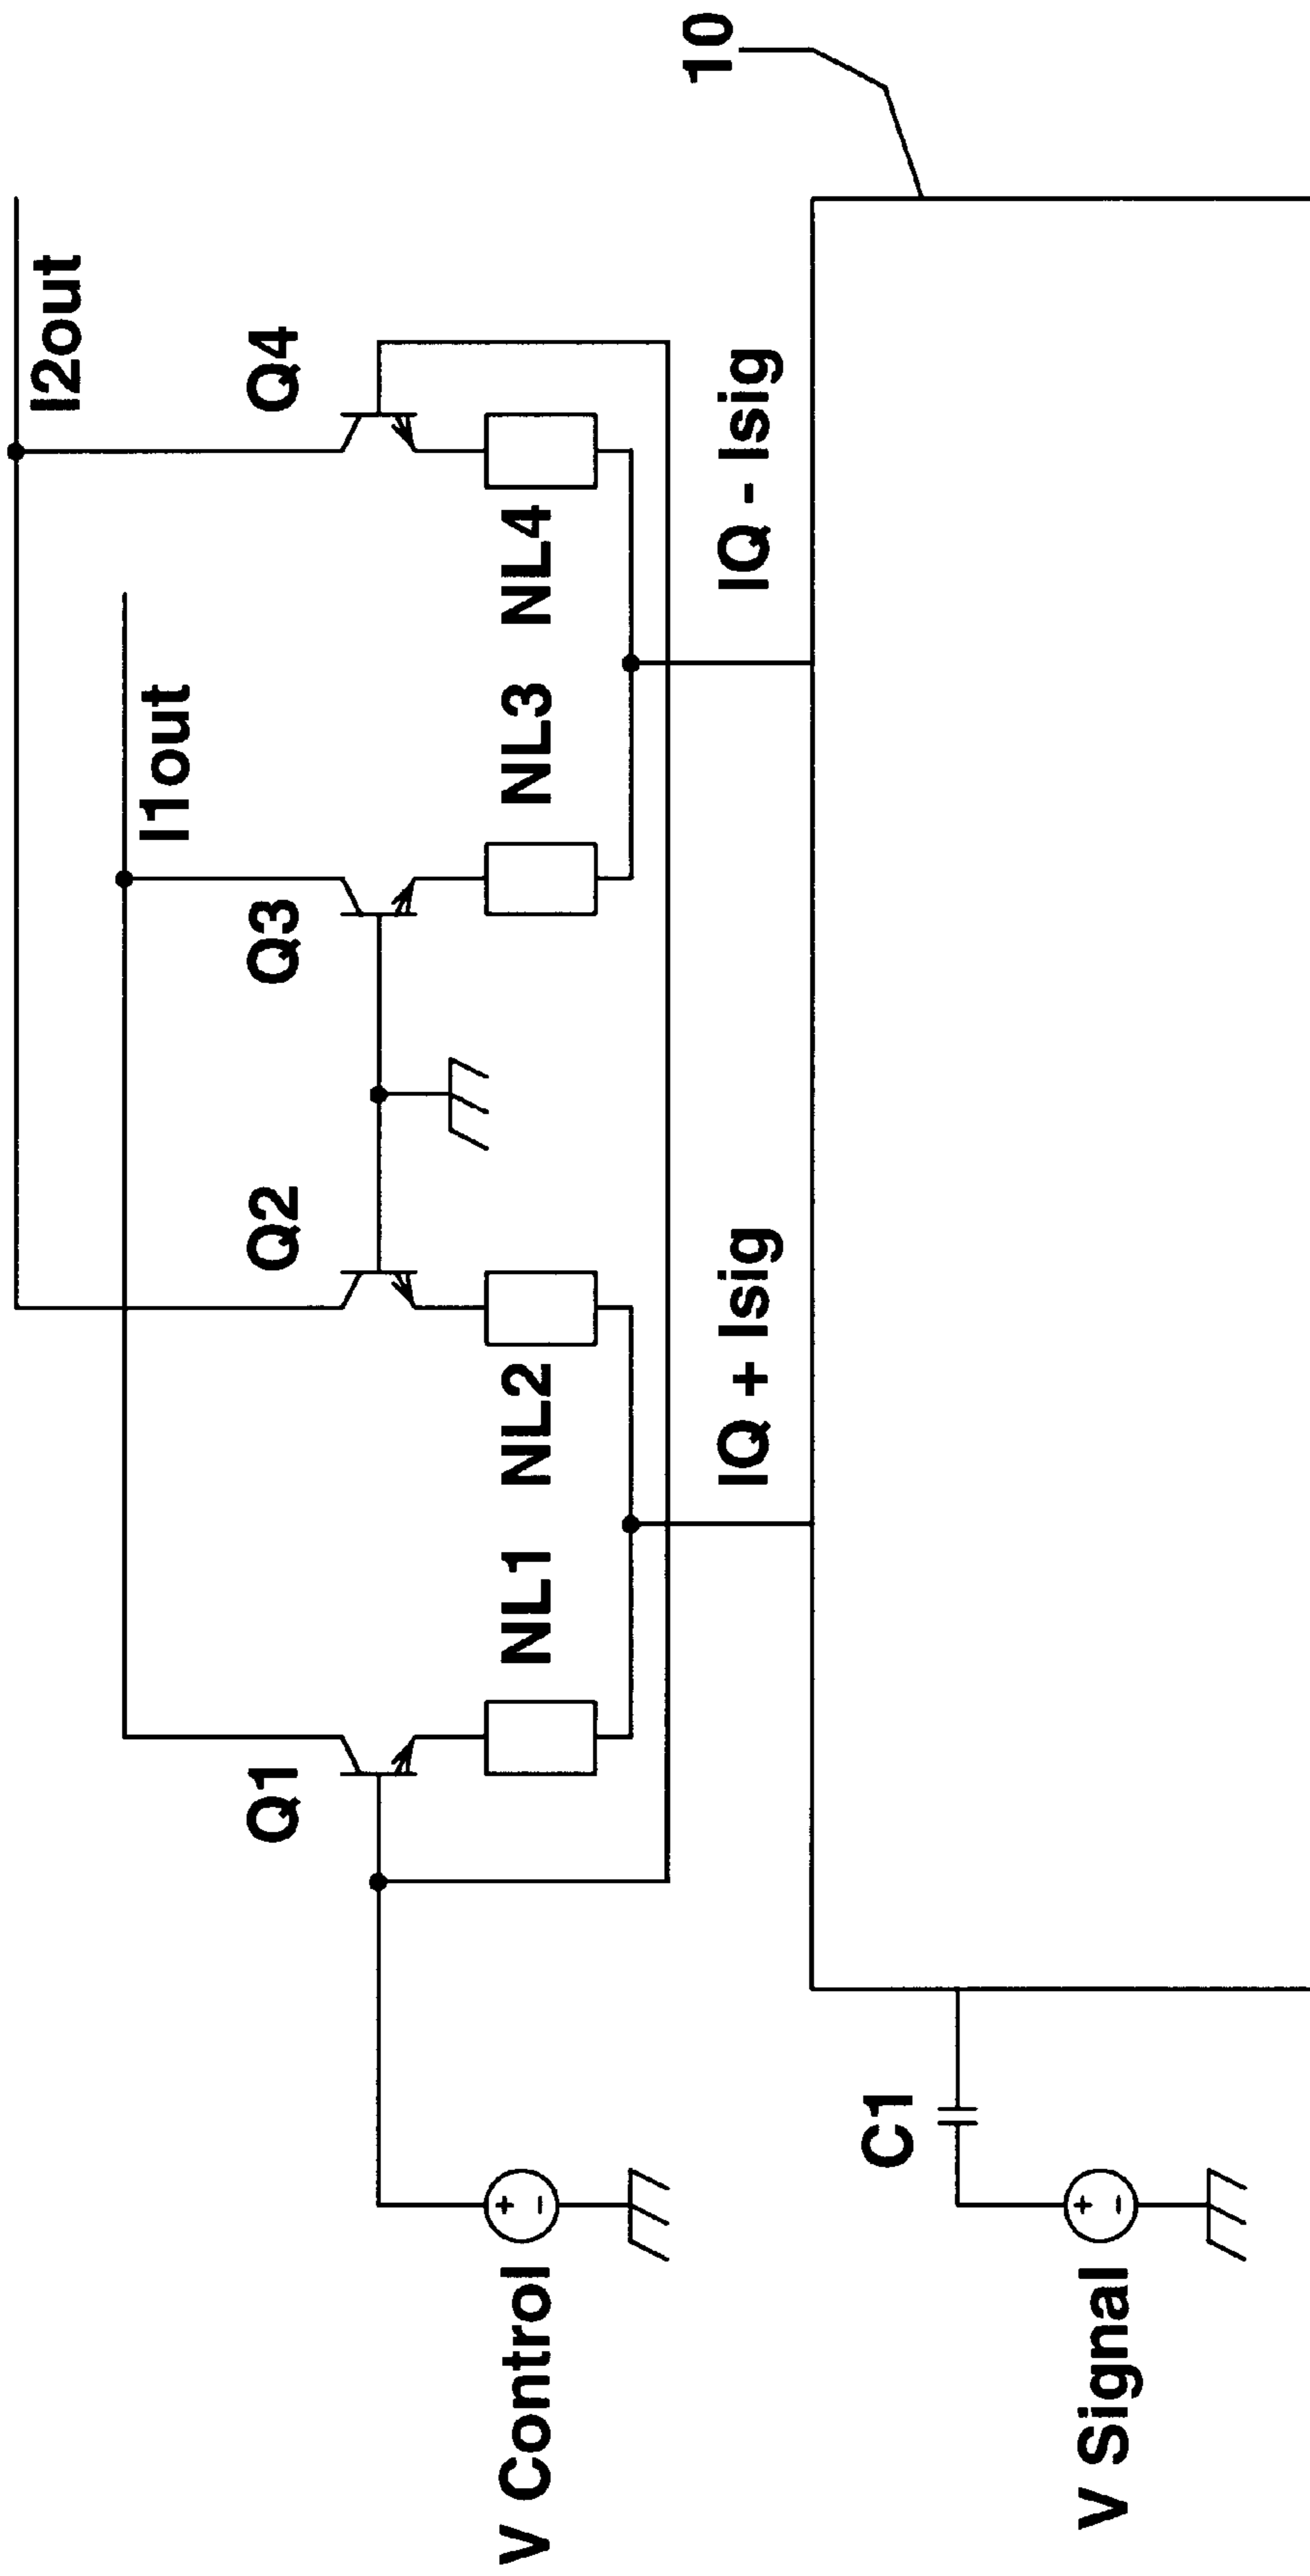 I2out
I1out
Q1
Q2
Q3
Q4
NL1
NL2
NL3
NL4
V Control
+
-
IQ + Isig
IQ - Isig
10
C1
V Signal
+
-